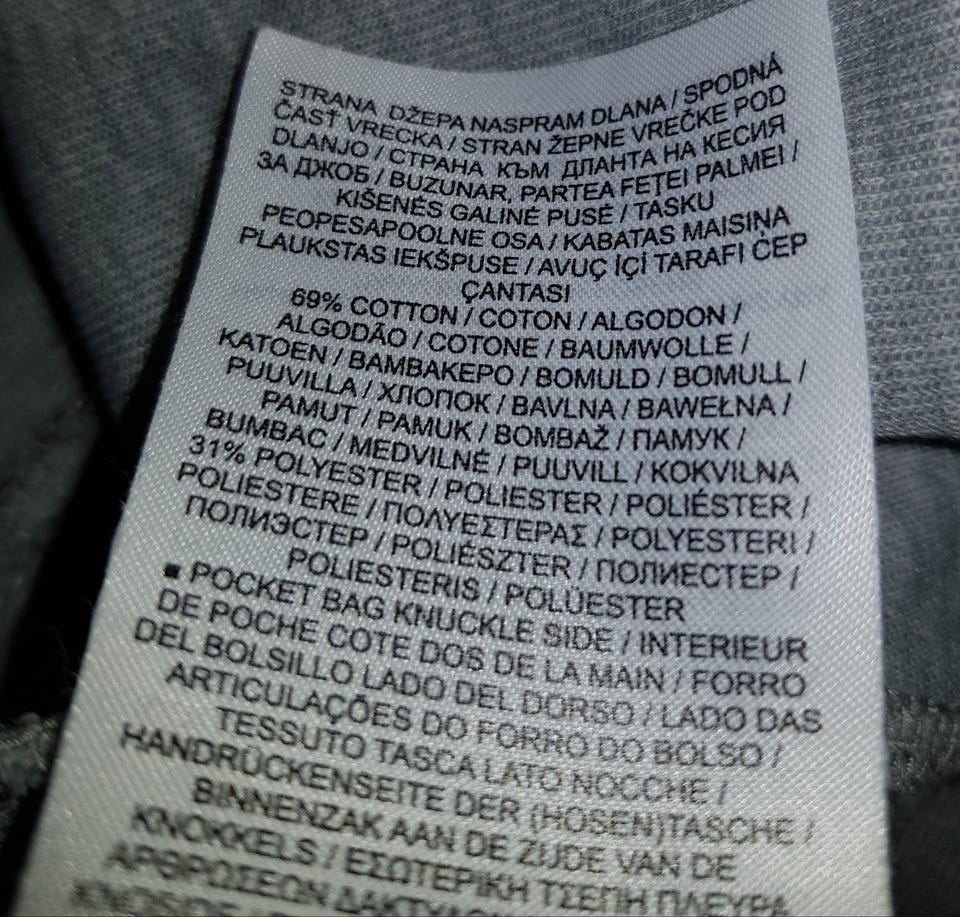 STRANA DŽEPA NASPRAM DLANA / SPODNÁ
ČASŤ VRECKA / STRAN ŽEPNE VREČKE POD
DLANJO / СТРАНА КЪМ ДЛАНТА НА КЕСИЯ
ЗА ДЖОБ / BUZUNAR, PARTEA FEȚEI PALMEI /
KIŠENĖS GALINĖ PUSĖ / TASKU
PEOPESAPOOLNE OSA / KABATAS MAISIŅA
PLAUKSTAS IEKŠPUSE / AVUÇ İÇİ TARAFI CEP
ÇANTASI
69% COTTON / COTON / ALGODON /
ALGODÃO / COTONE / BAUMWOLLE /
KATOEN / ΒΑΜΒΑΚΕΡΟ / BOMULD / BOMULL /
PUUVILLA / ХЛОПОК / BAVLNA / BAWEŁNA /
PAMUT / PAMUK / BOMBAŽ / ПАМУК /
BUMBAC / MEDVILNĖ / PUUVILL / KOKVILNA
31% POLYESTER / POLIESTER / POLIÉSTER /
POLIESTERE / ΠΟΛΥΕΣΤΕΡΑΣ / POLYESTERI /
ПОЛИЭСТЕР / POLIÉSZTER / ПОЛИЕСТЕР /
POLIESTERIS / POLÜESTER
■ POCKET BAG KNUCKLE SIDE / INTERIEUR
DE POCHE COTE DOS DE LA MAIN / FORRO
DEL BOLSILLO LADO DEL DORSO / LADO DAS
ARTICULAÇÕES DO FORRO DO BOLSO /
TESSUTO TASCA LATO NOCCHE /
HANDRÜCKENSEITE DER (HOSEN)TASCHE /
BINNENZAK AAN DE ZIJDE VAN DE
KNOKKELS / ΕΣΩΤΕΡΙΚΗ ΤΣΕΠΗ ΠΛΕΥΡΑ
ΑΡΘΡΩΣΕΩΝ